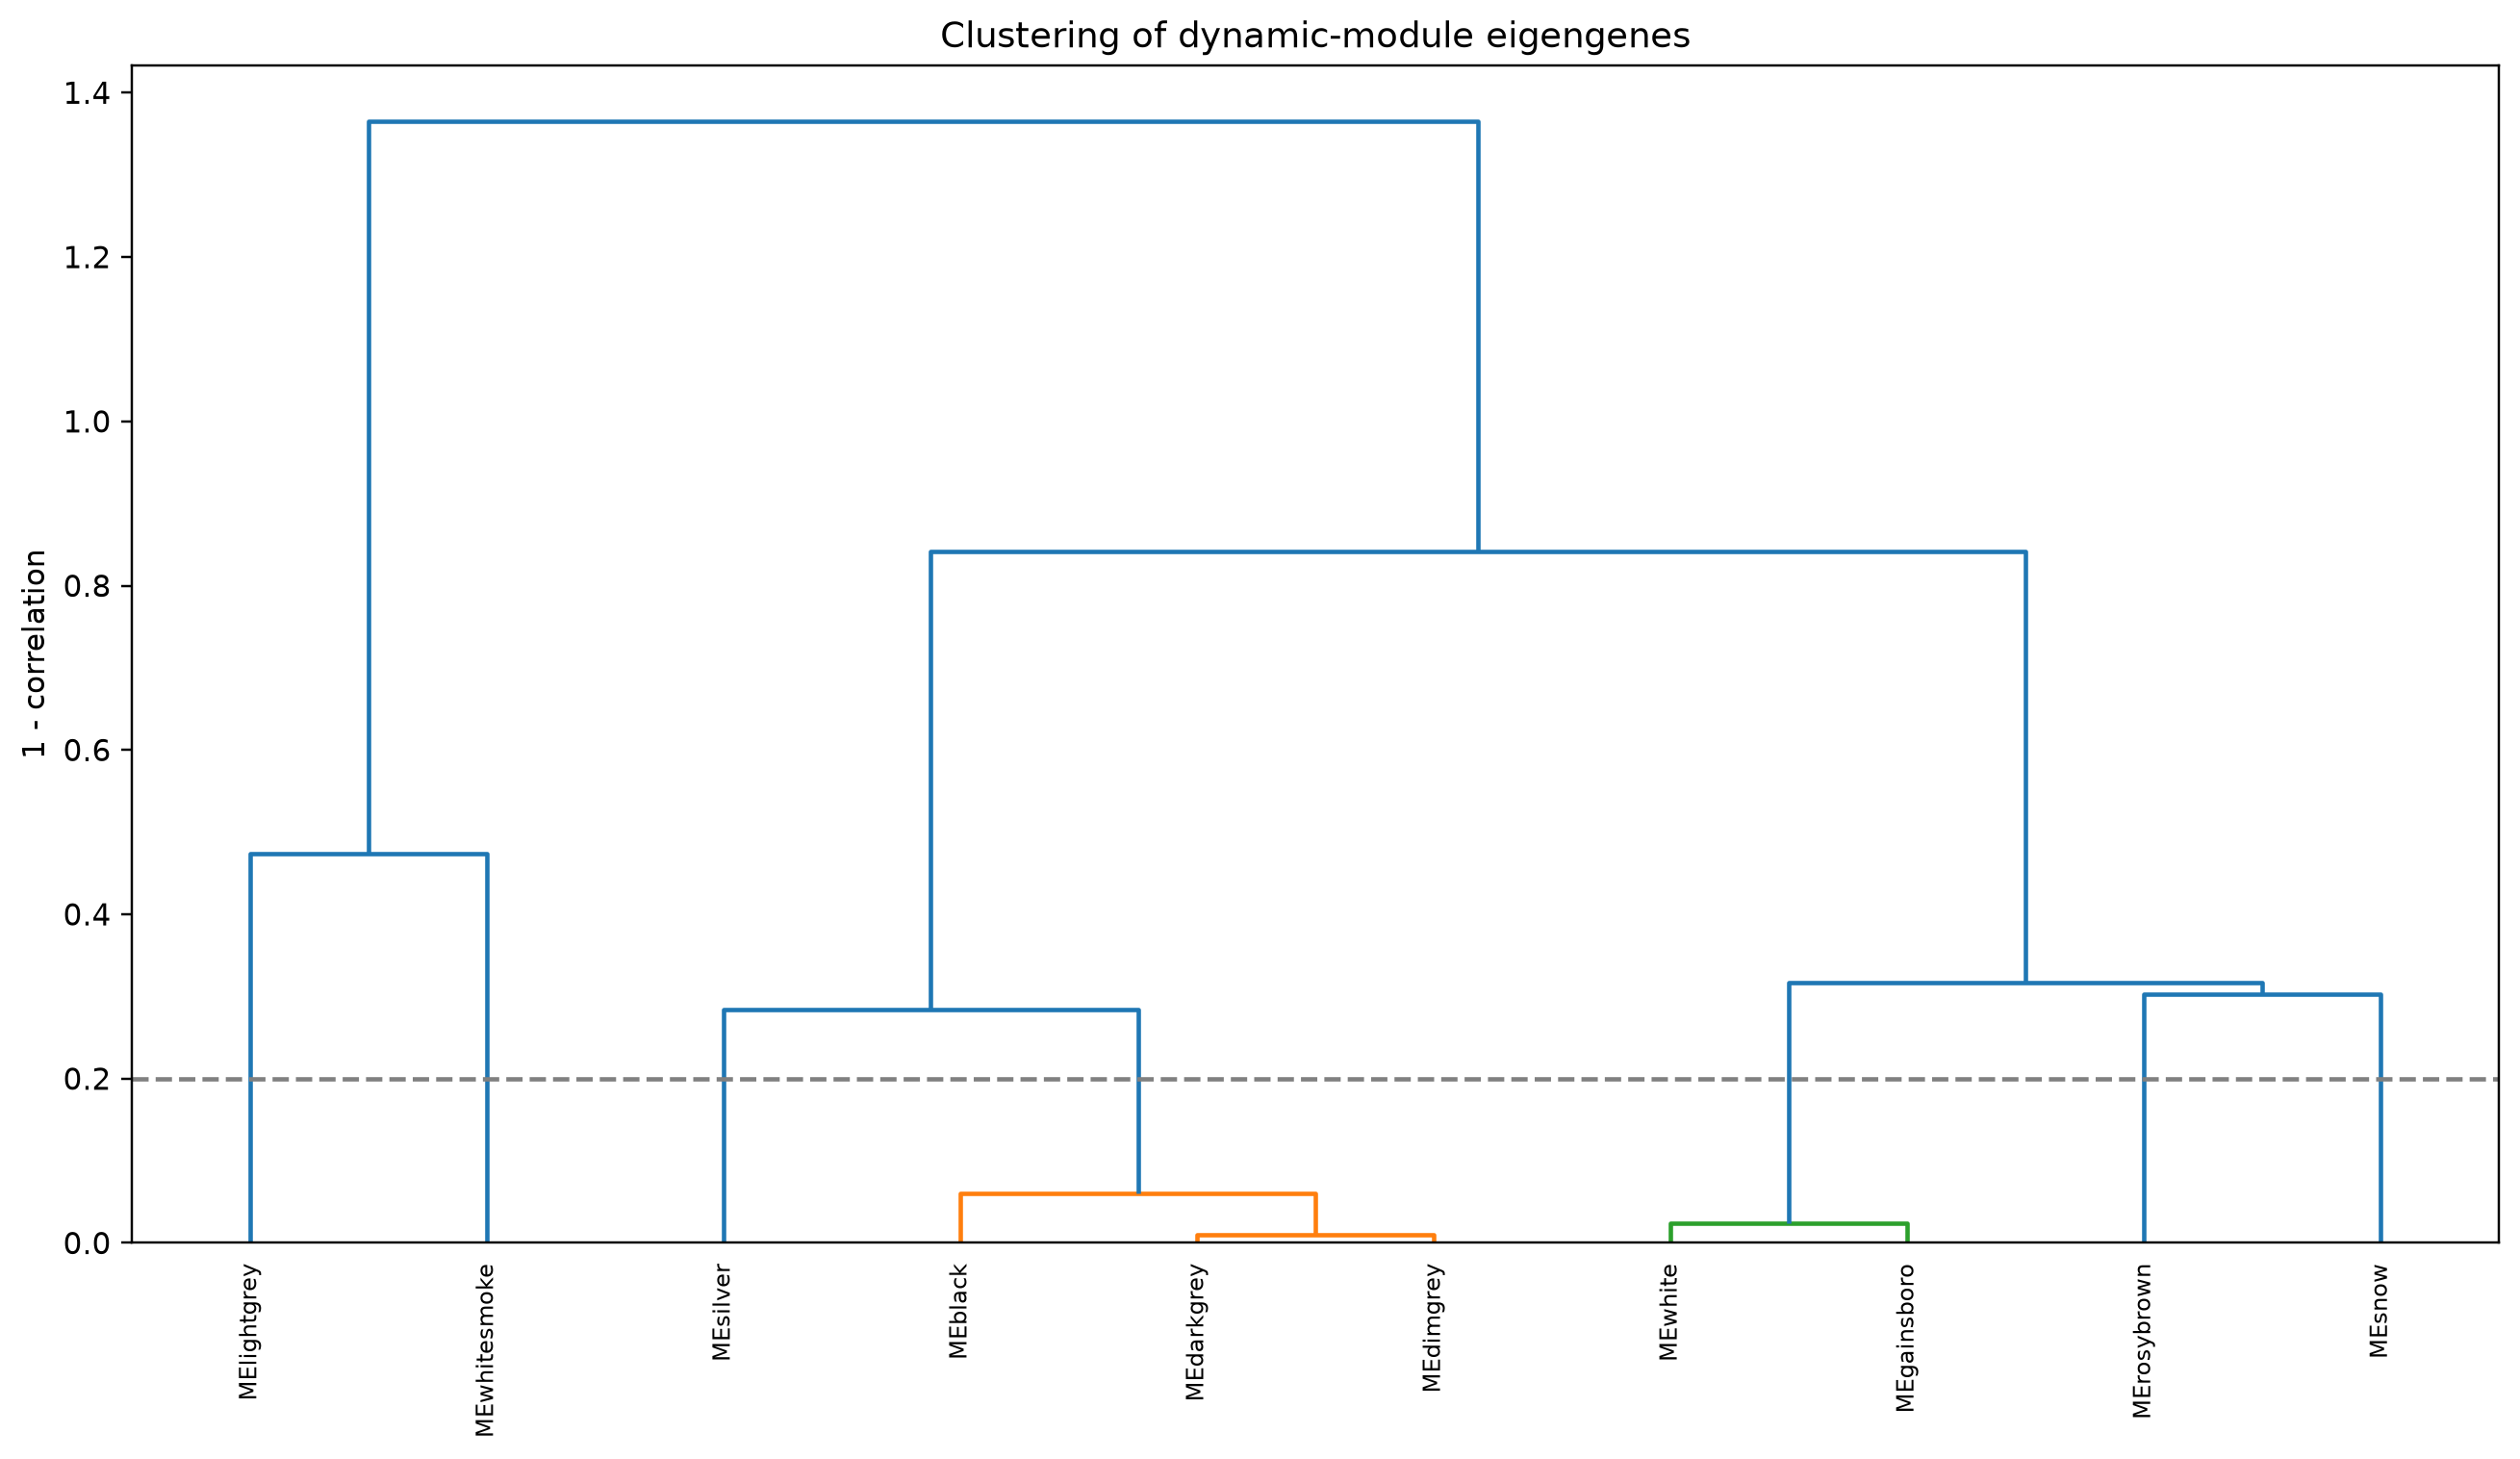 Clustering of dynamic-module eigengenes
1.4
1.2
1.0
0.8
0.6
0.4
0.2
0.0
1 - correlation
MElightgrey
MEwhitesmoke
MEsilver
MEblack
MEdarkgrey
MEdimgrey
MEwhite
MEgainsboro
MErosybrown
MEsnow